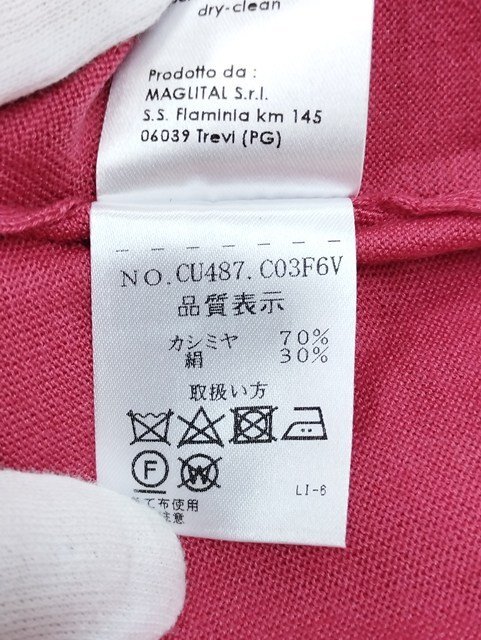 dry-clean
Prodotto da :
MAGLITAL S.r.l.
S.S. Flaminia km 145
06039 Trevi (PG)
NO.CU487.C03F6V
品質表示
カシミヤ 70%
絹 30%
取扱い方
F W
LI-6
て布使用
注意